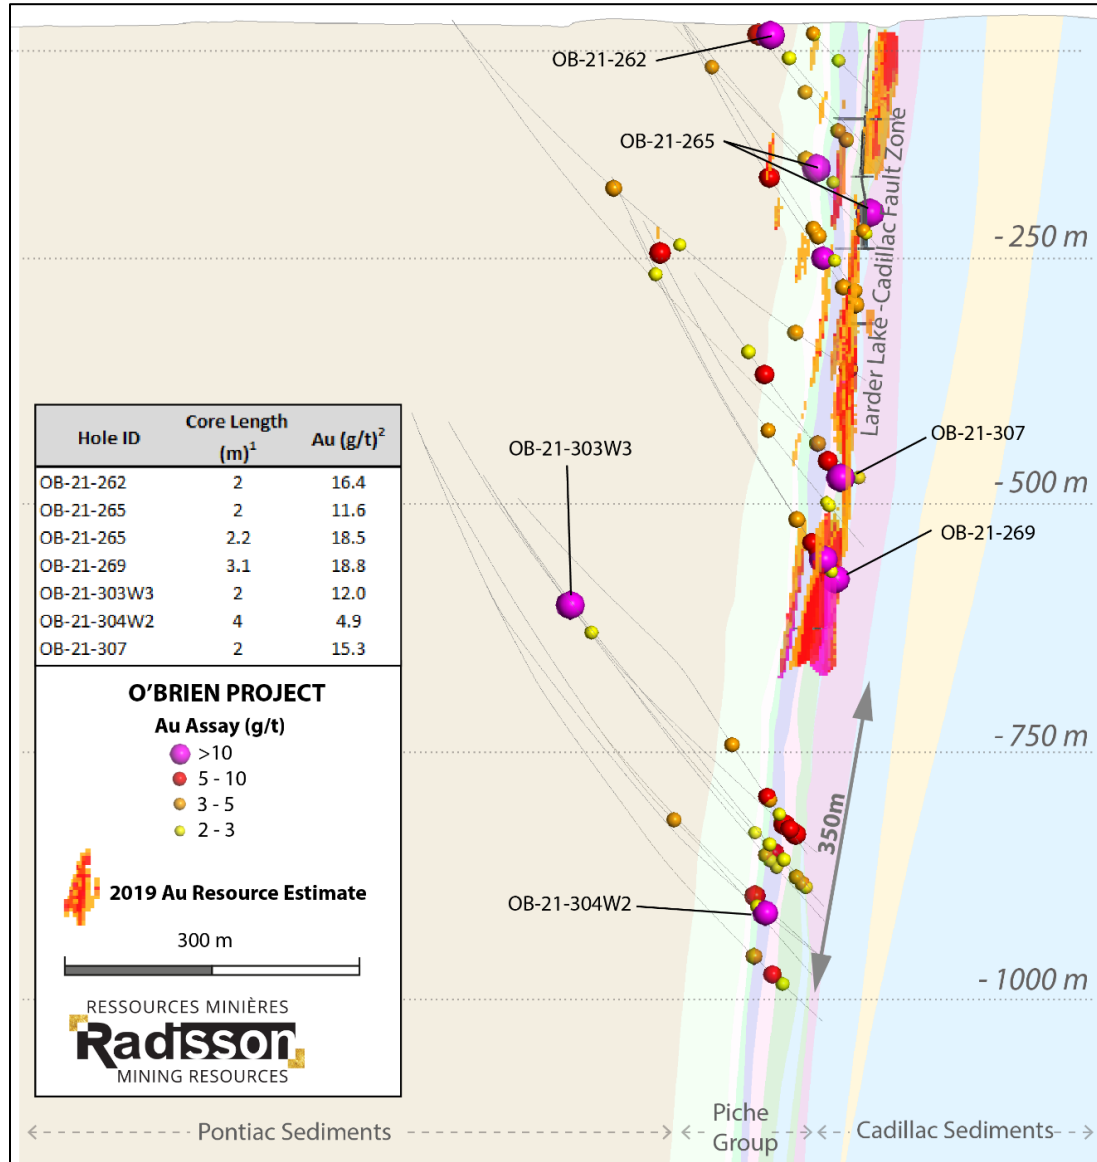 OB-21-262
OB-21-265
Larder Lake -Cadillac Fault Zone
- 250 m
OB-21-307
OB-21-303W3
- 500 m
OB-21-269
Hole ID Core Length (m)1 Au (g/t)2
OB-21-262 2 16.4
OB-21-265 2 11.6
OB-21-265 2.2 18.5
OB-21-269 3.1 18.8
OB-21-303W3 2 12.0
OB-21-304W2 4 4.9
OB-21-307 2 15.3
O'BRIEN PROJECT
Au Assay (g/t)
>10
5 - 10
3 - 5
2 - 3
2019 Au Resource Estimate
300 m
RESSOURCES MINIÈRES
Radisson
MINING RESOURCES
- 750 m
350m
OB-21-304W2
- 1000 m
Pontiac Sediments
Piche
Group
Cadillac Sediments